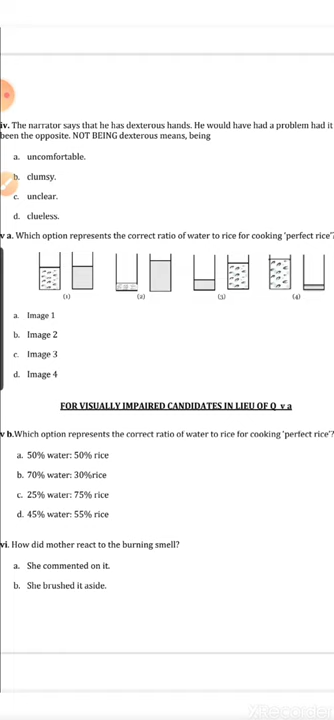 iv. The narrator says that he has dexterous hands. He would have had a problem had it
been the opposite. NOT BEING dexterous means, being
a. uncomfortable.
b. clumsy.
c. unclear.
d. clueless.
v a. Which option represents the correct ratio of water to rice for cooking 'perfect rice'?
(1) (2) (3) (4)
a. Image 1
b. Image 2
c. Image 3
d. Image 4
FOR VISUALLY IMPAIRED CANDIDATES IN LIEU OF Q v a
v b.Which option represents the correct ratio of water to rice for cooking 'perfect rice'?
a. 50% water: 50% rice
b. 70% water: 30%rice
c. 25% water: 75% rice
d. 45% water: 55% rice
vi. How did mother react to the burning smell?
a. She commented on it.
b. She brushed it aside.